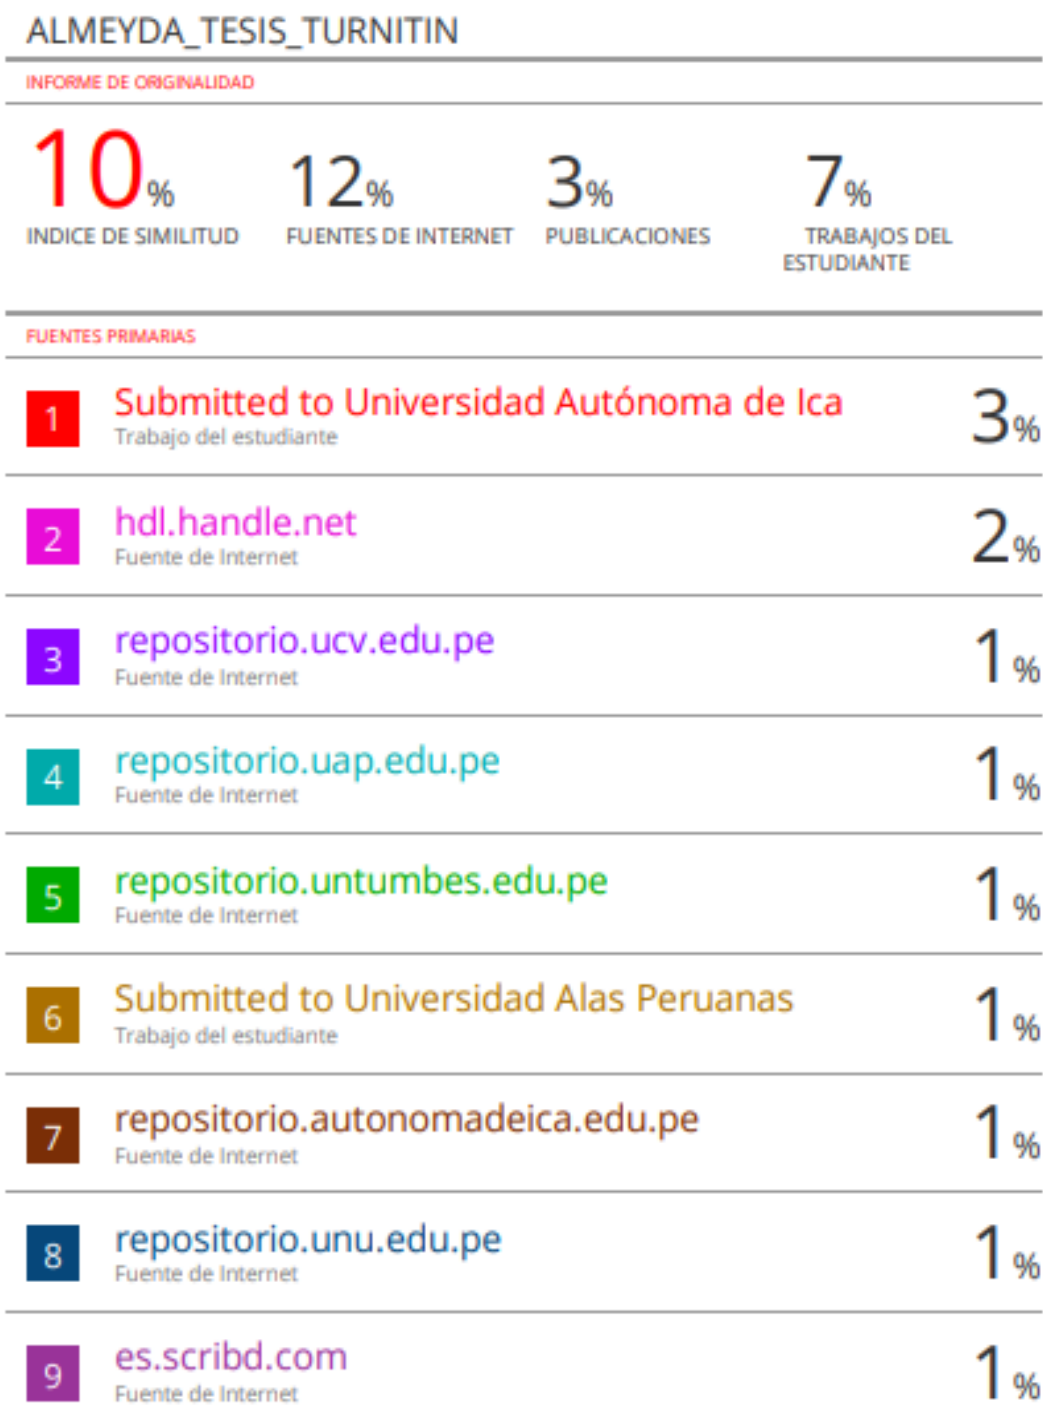 ALMEYDA_TESIS_TURNITIN
INFORME DE ORIGINALIDAD
10% 12% 3% 7%
INDICE DE SIMILITUD FUENTES DE INTERNET PUBLICACIONES TRABAJOS DEL
ESTUDIANTE
FUENTES PRIMARIAS
1 Submitted to Universidad Autónoma de Ica 3%
Trabajo del estudiante
2 hdl.handle.net 2%
Fuente de Internet
3 repositorio.ucv.edu.pe 1%
Fuente de Internet
4 repositorio.uap.edu.pe 1%
Fuente de Internet
5 repositorio.untumbes.edu.pe 1%
Fuente de Internet
6 Submitted to Universidad Alas Peruanas 1%
Trabajo del estudiante
7 repositorio.autonomadeica.edu.pe 1%
Fuente de Internet
8 repositorio.unu.edu.pe 1%
Fuente de Internet
9 es.scribd.com 1%
Fuente de Internet